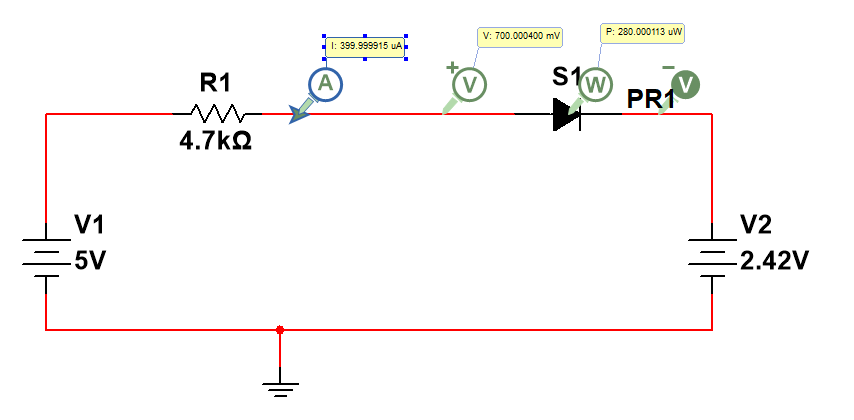 I: 399.999915 uA
V: 700.000400 mV
P: 280.000113 uW
R1
A
+
V
S1
W
−
V
PR1
4.7kΩ
V1
5V
V2
2.42V